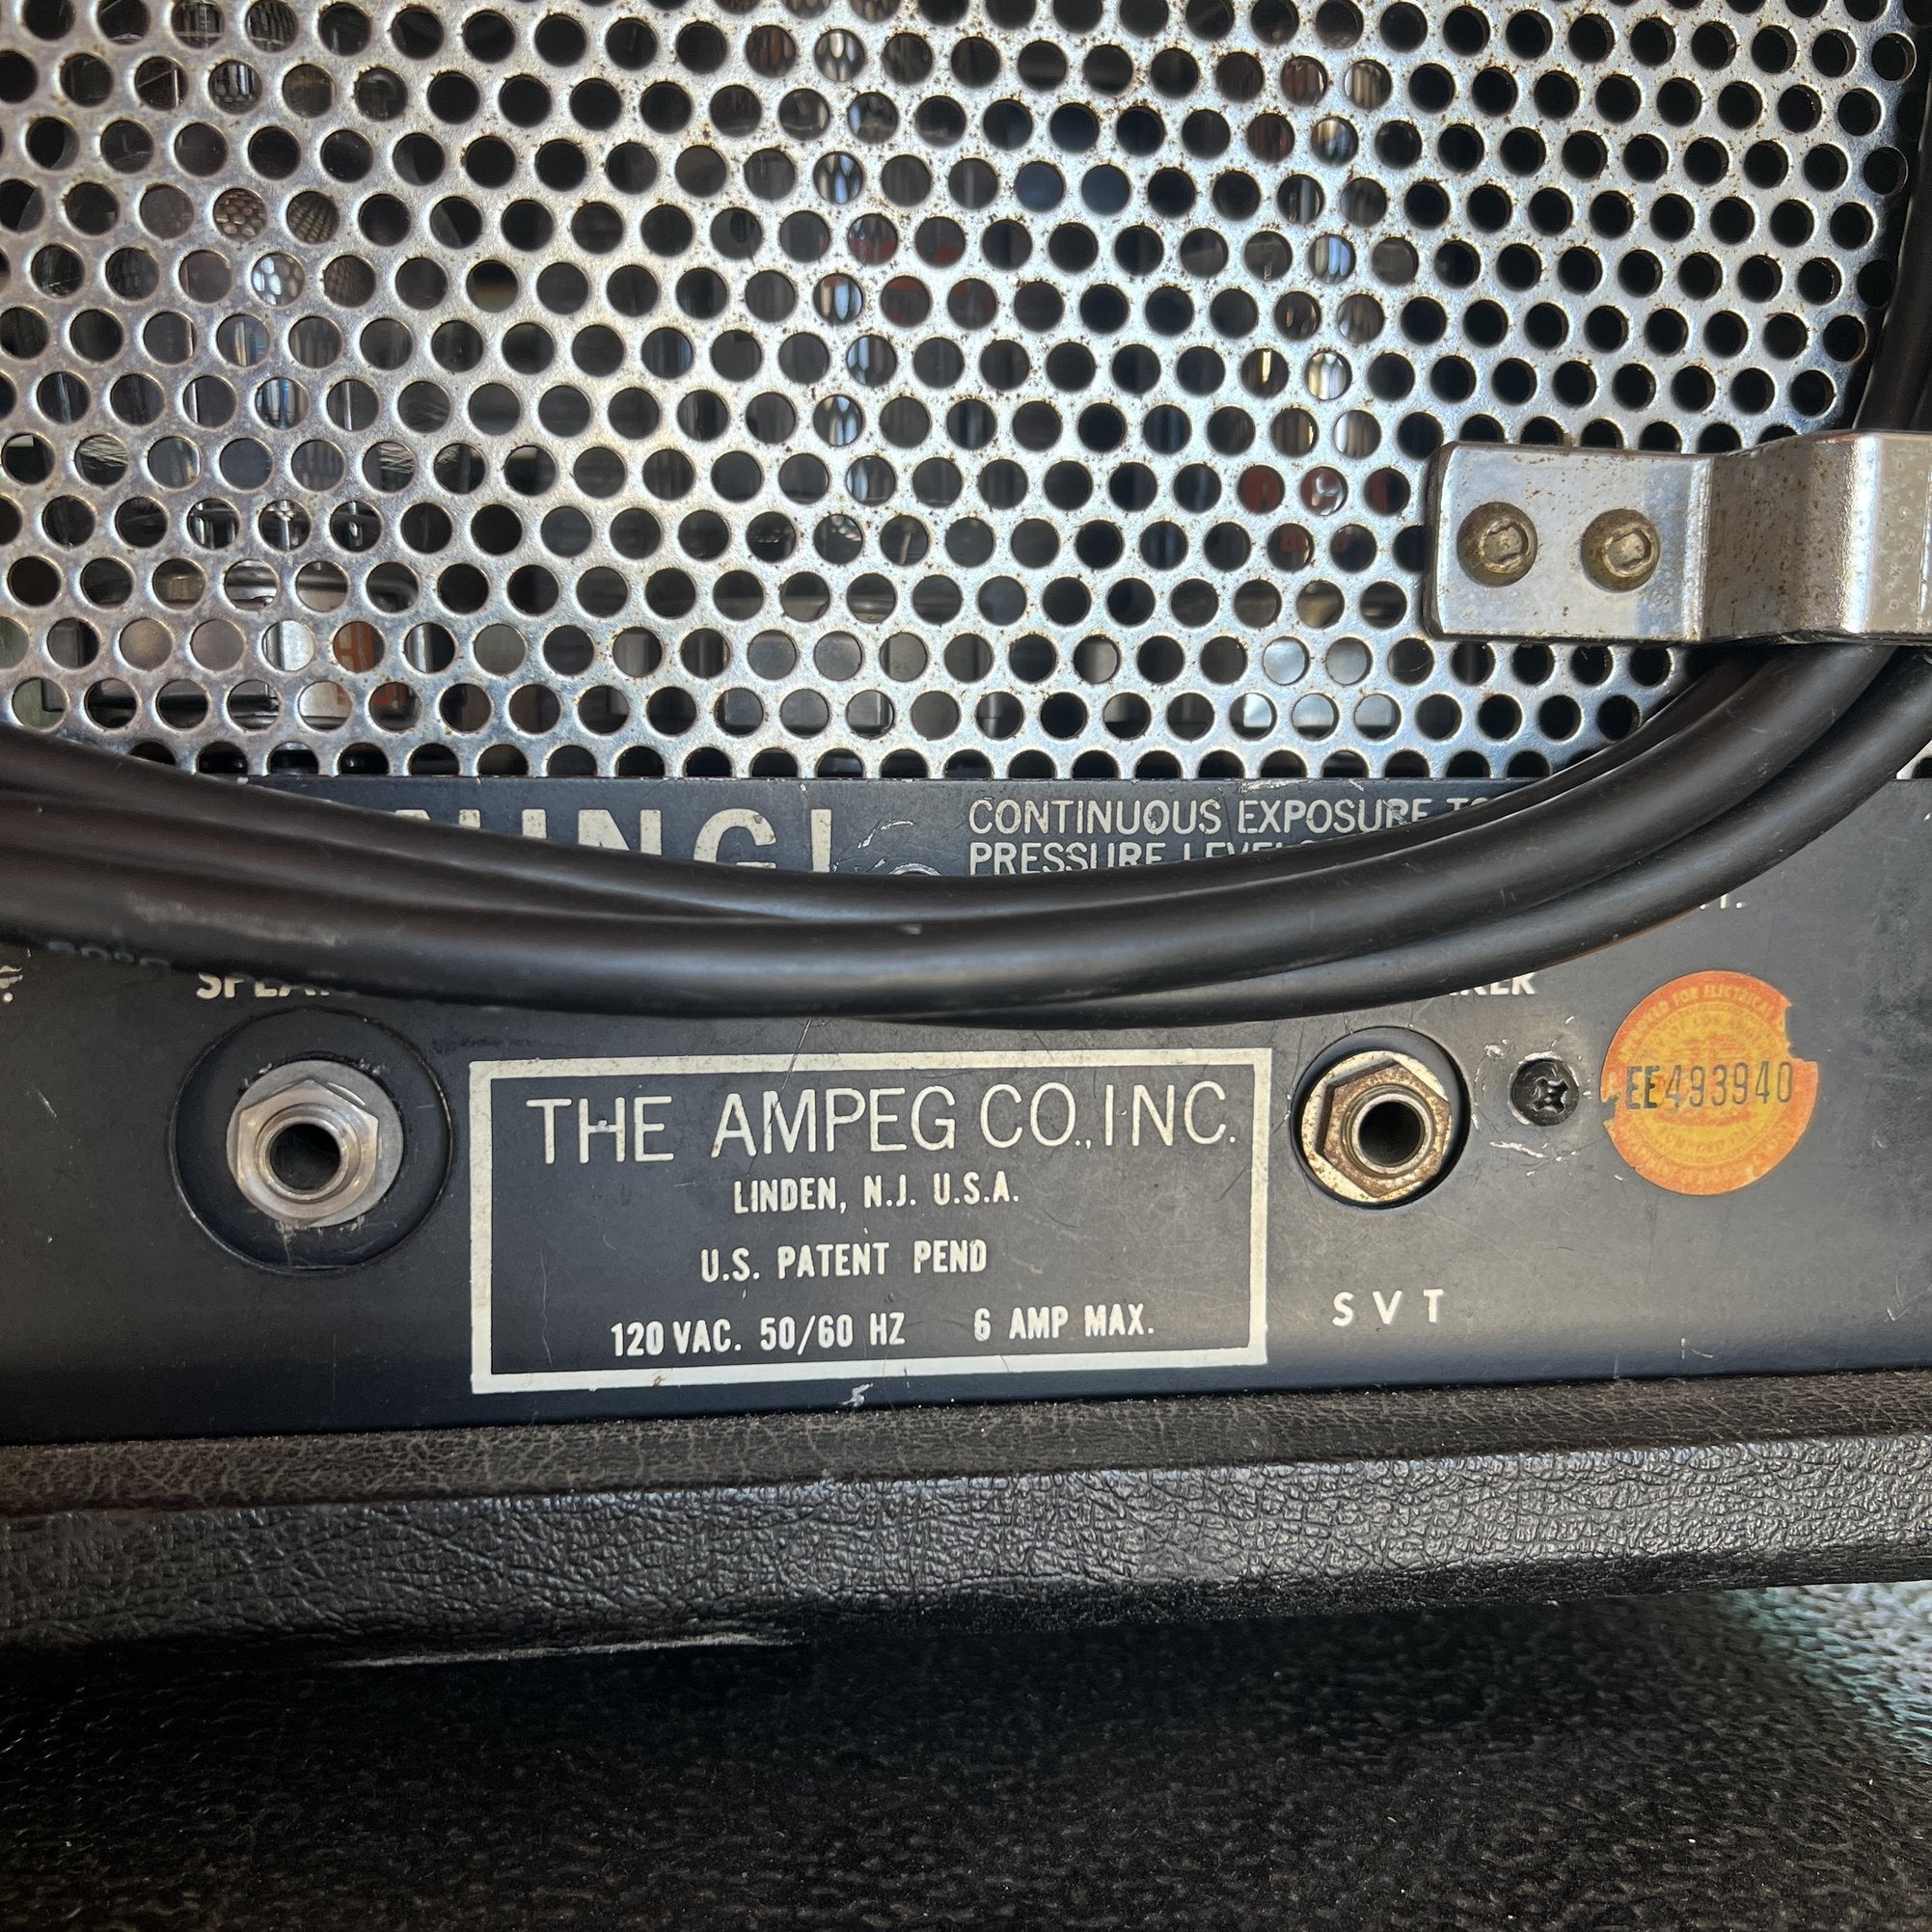 CONTINUOUS EXPOSURE
PRESSURE
THE AMPEG CO., INC.
LINDEN, N.J. U.S.A.
U.S. PATENT PEND
120 VAC. 50/60 HZ 6 AMP MAX.
S V T
EE493940